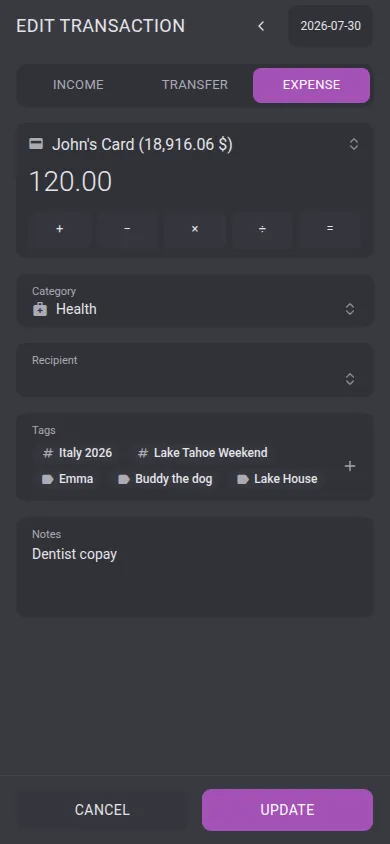 EDIT TRANSACTION 2026-07-30
INCOME TRANSFER EXPENSE
John's Card (18,916.06 $)
120.00
+ − × ÷ =
Category
Health
Recipient
Tags
# Italy 2026 # Lake Tahoe Weekend
Emma Buddy the dog Lake House
Notes
Dentist copay
CANCEL UPDATE